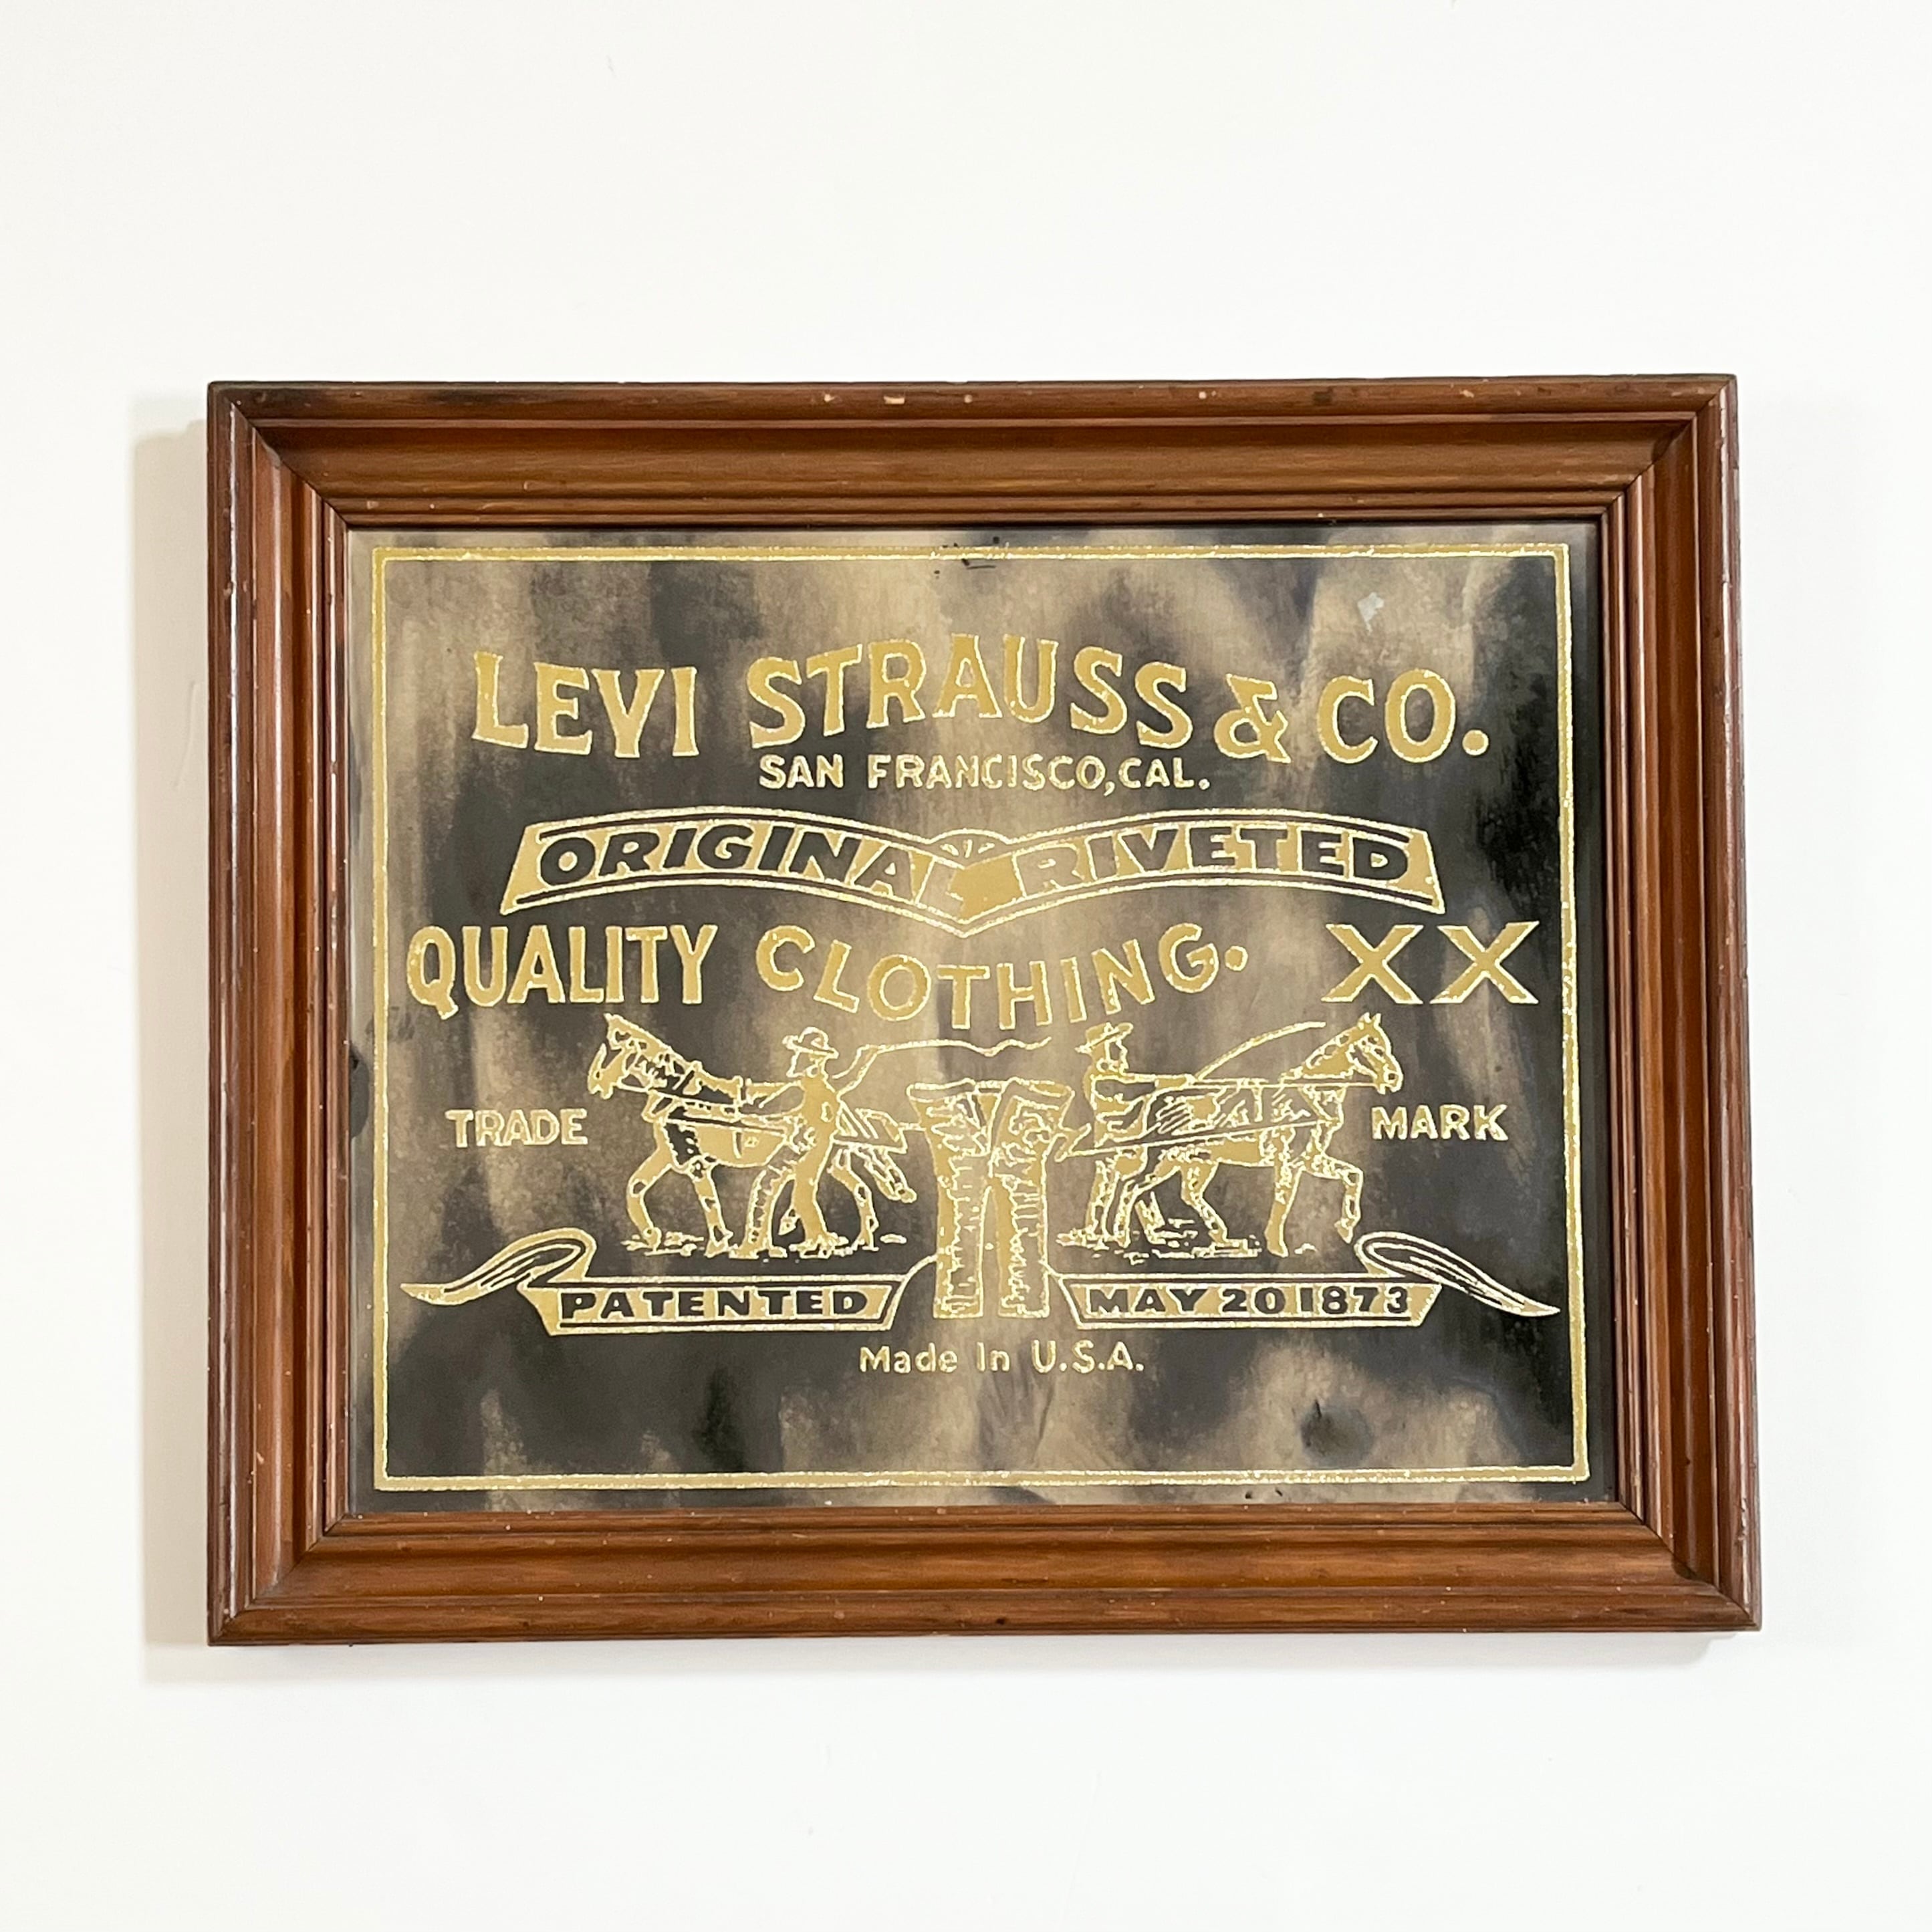 LEVI STRAUSS & CO.
SAN FRANCISCO, CAL.
ORIGINAL RIVETED
QUALITY CLOTHING. XX
TRADE MARK
PATENTED MAY 20 1873
Made In U.S.A.